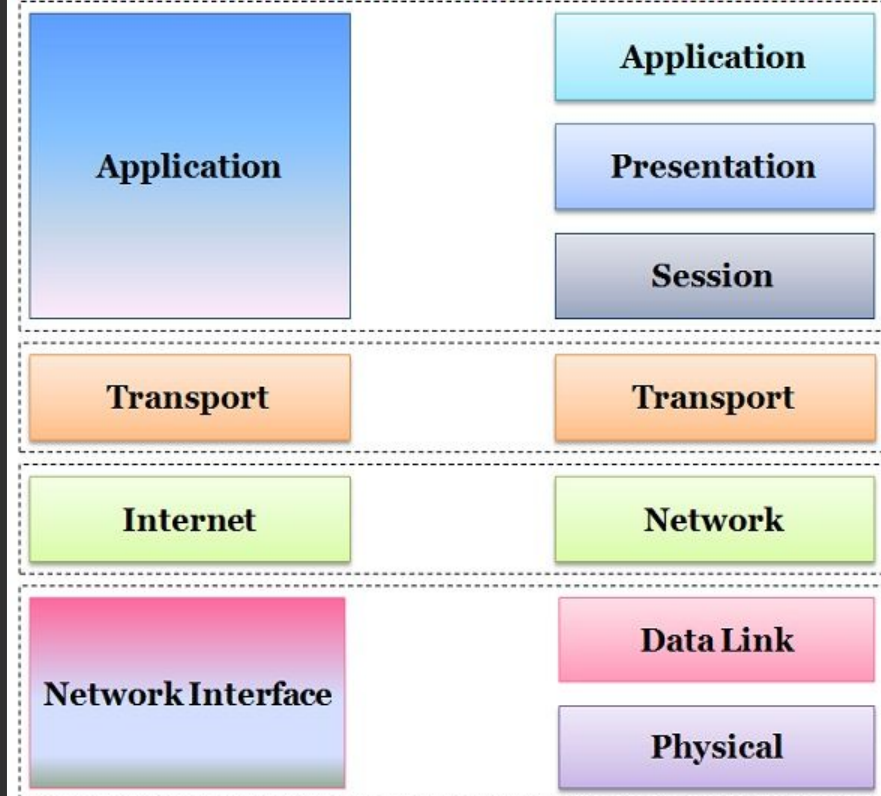 Application
Application
Presentation
Session
Transport
Transport
Internet
Network
Network Interface
Data Link
Physical